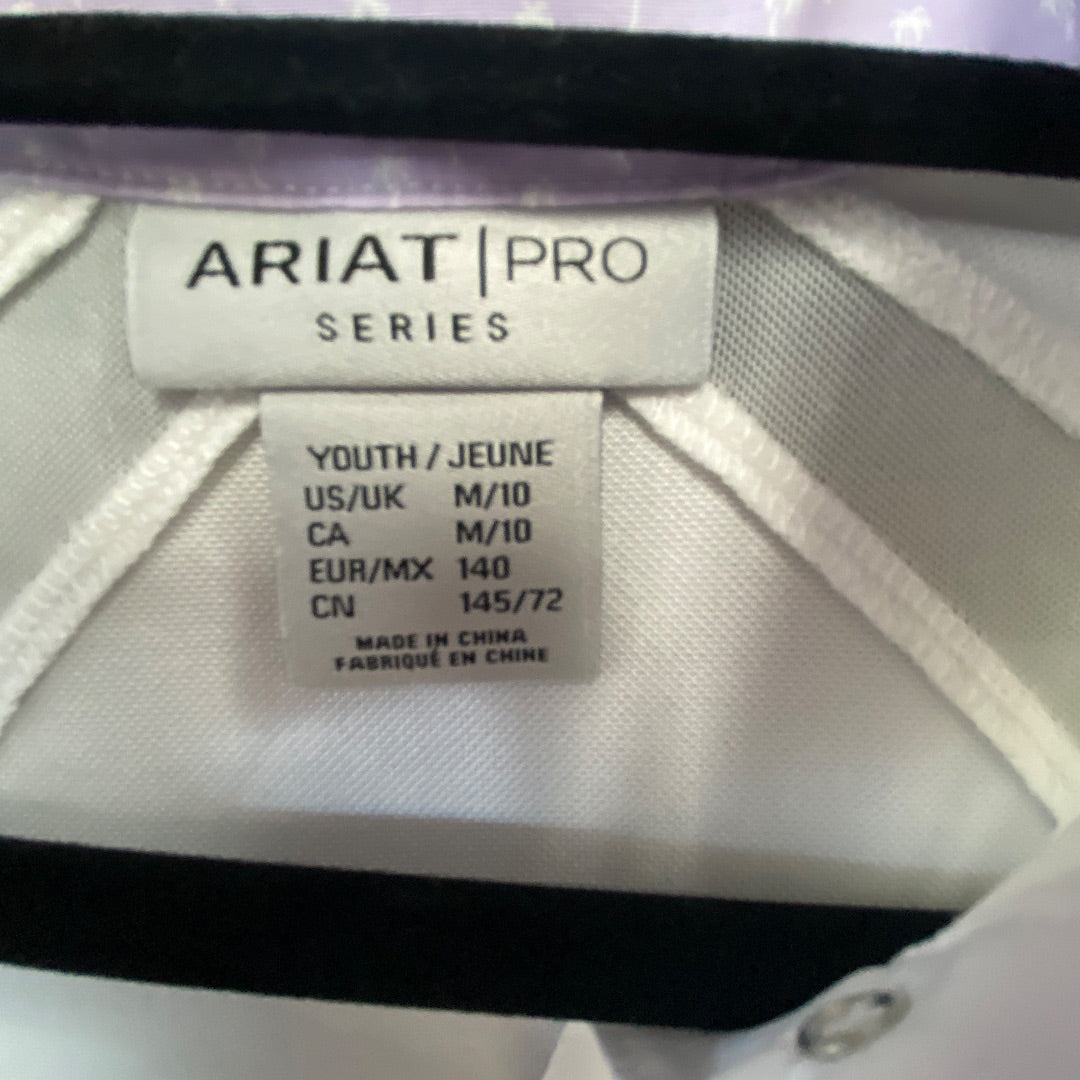 ARIAT | PRO
SERIES
YOUTH / JEUNE
US/UK M/10
CA M/10
EUR/MX 140
CN 145/72
MADE IN CHINA
FABRIQUÉ EN CHINE